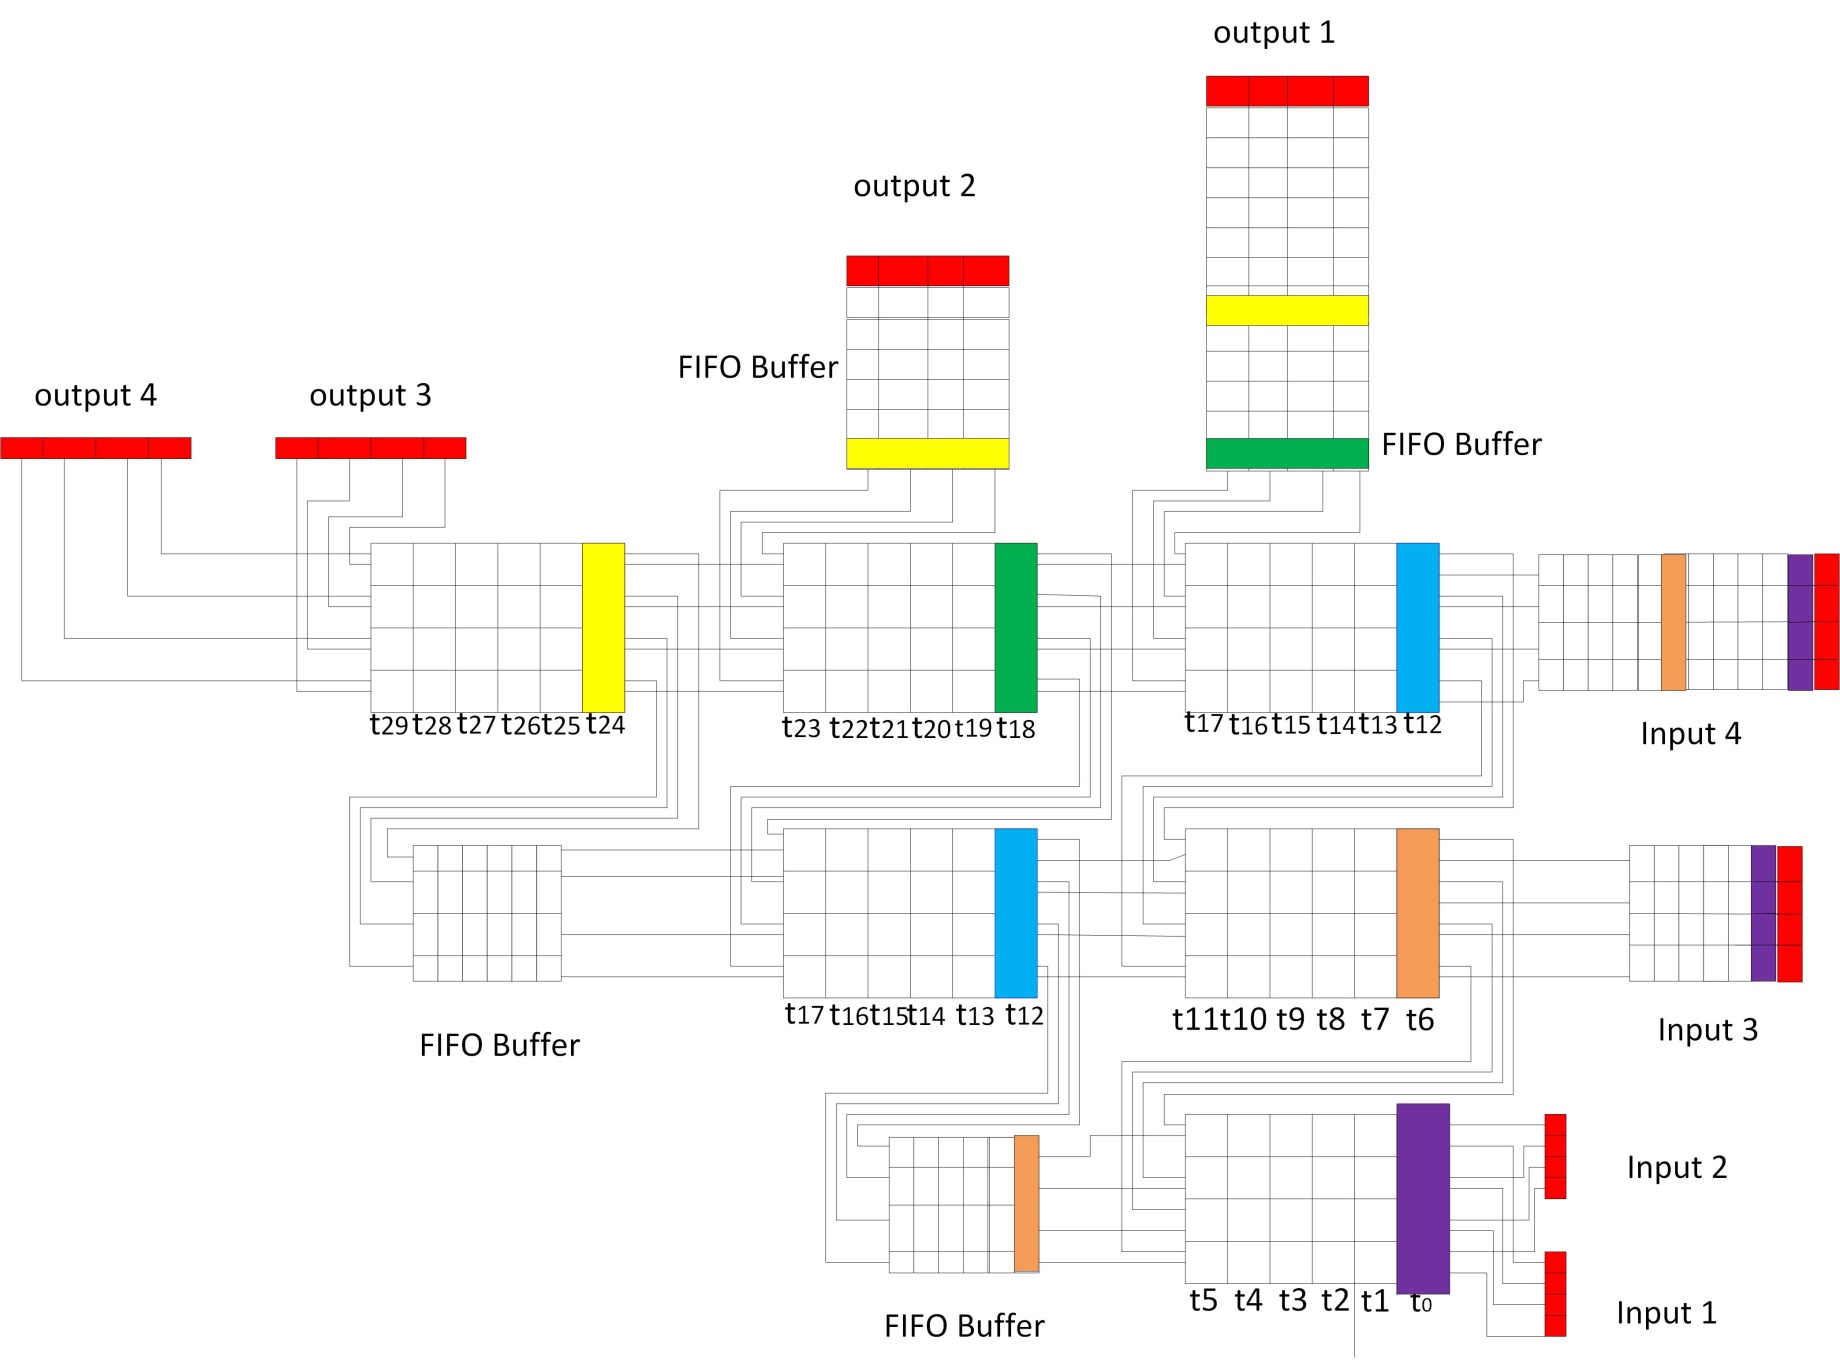 output 1
output 2
FIFO Buffer
output 4
output 3
FIFO Buffer
t29 t28 t27 t26 t25 t24
t23 t22 t21 t20 t19 t18
t17 t16 t15 t14 t13 t12
Input 4
t17 t16 t15 t14 t13 t12
t11 t10 t9 t8 t7 t6
Input 3
FIFO Buffer
Input 2
t5 t4 t3 t2 t1 t0
Input 1
FIFO Buffer